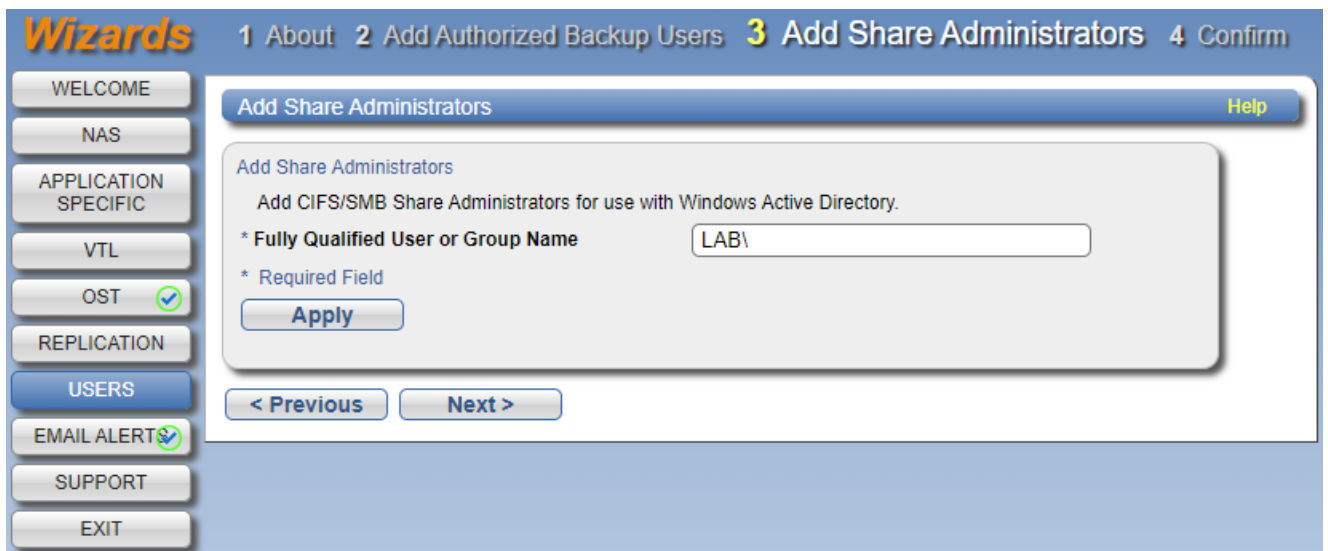 Wizards
1 About 2 Add Authorized Backup Users 3 Add Share Administrators 4 Confirm
WELCOME
NAS
APPLICATION
SPECIFIC
VTL
OST
REPLICATION
USERS
EMAIL ALERTS
SUPPORT
EXIT
Add Share Administrators Help
Add Share Administrators
Add CIFS/SMB Share Administrators for use with Windows Active Directory.
* Fully Qualified User or Group Name LAB\
* Required Field
Apply
< Previous Next >